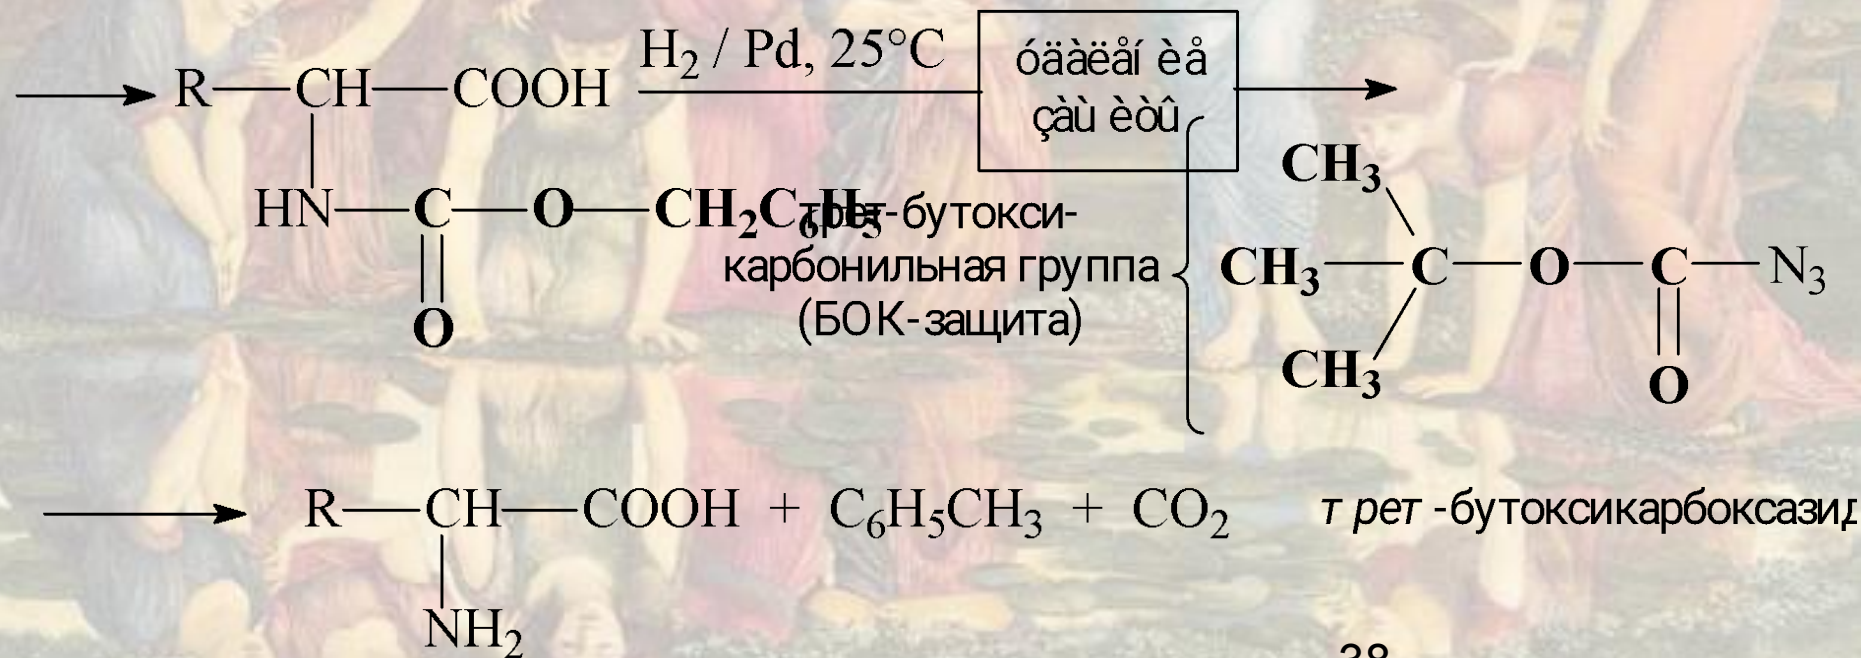 H₂ / Pd, 25°C
óäàëåí èå
çàù èòû
R—CH—COOH
HN—C—O—CH₂C₆H₅
O
трет-бутокси-
карбонильная группа
(БОК-защита)
CH₃
CH₃—C—O—C—N₃
CH₃
O
R—CH—COOH + C₆H₅CH₃ + CO₂
NH₂
т рет -бутоксикарбоксазид
38